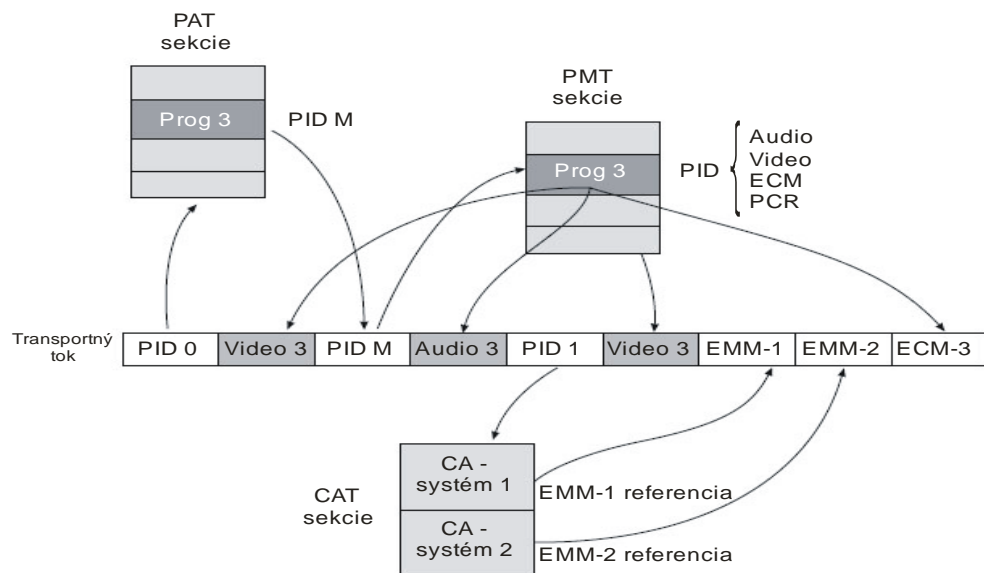 PAT
sekcie
Prog 3
PID M
PMT
sekcie
Prog 3
PID
Audio
Video
ECM
PCR
Transportný
tok
PID 0
Video 3
PID M
Audio 3
PID 1
Video 3
EMM-1
EMM-2
ECM-3
CAT
sekcie
CA -
systém 1
CA -
systém 2
EMM-1 referencia
EMM-2 referencia